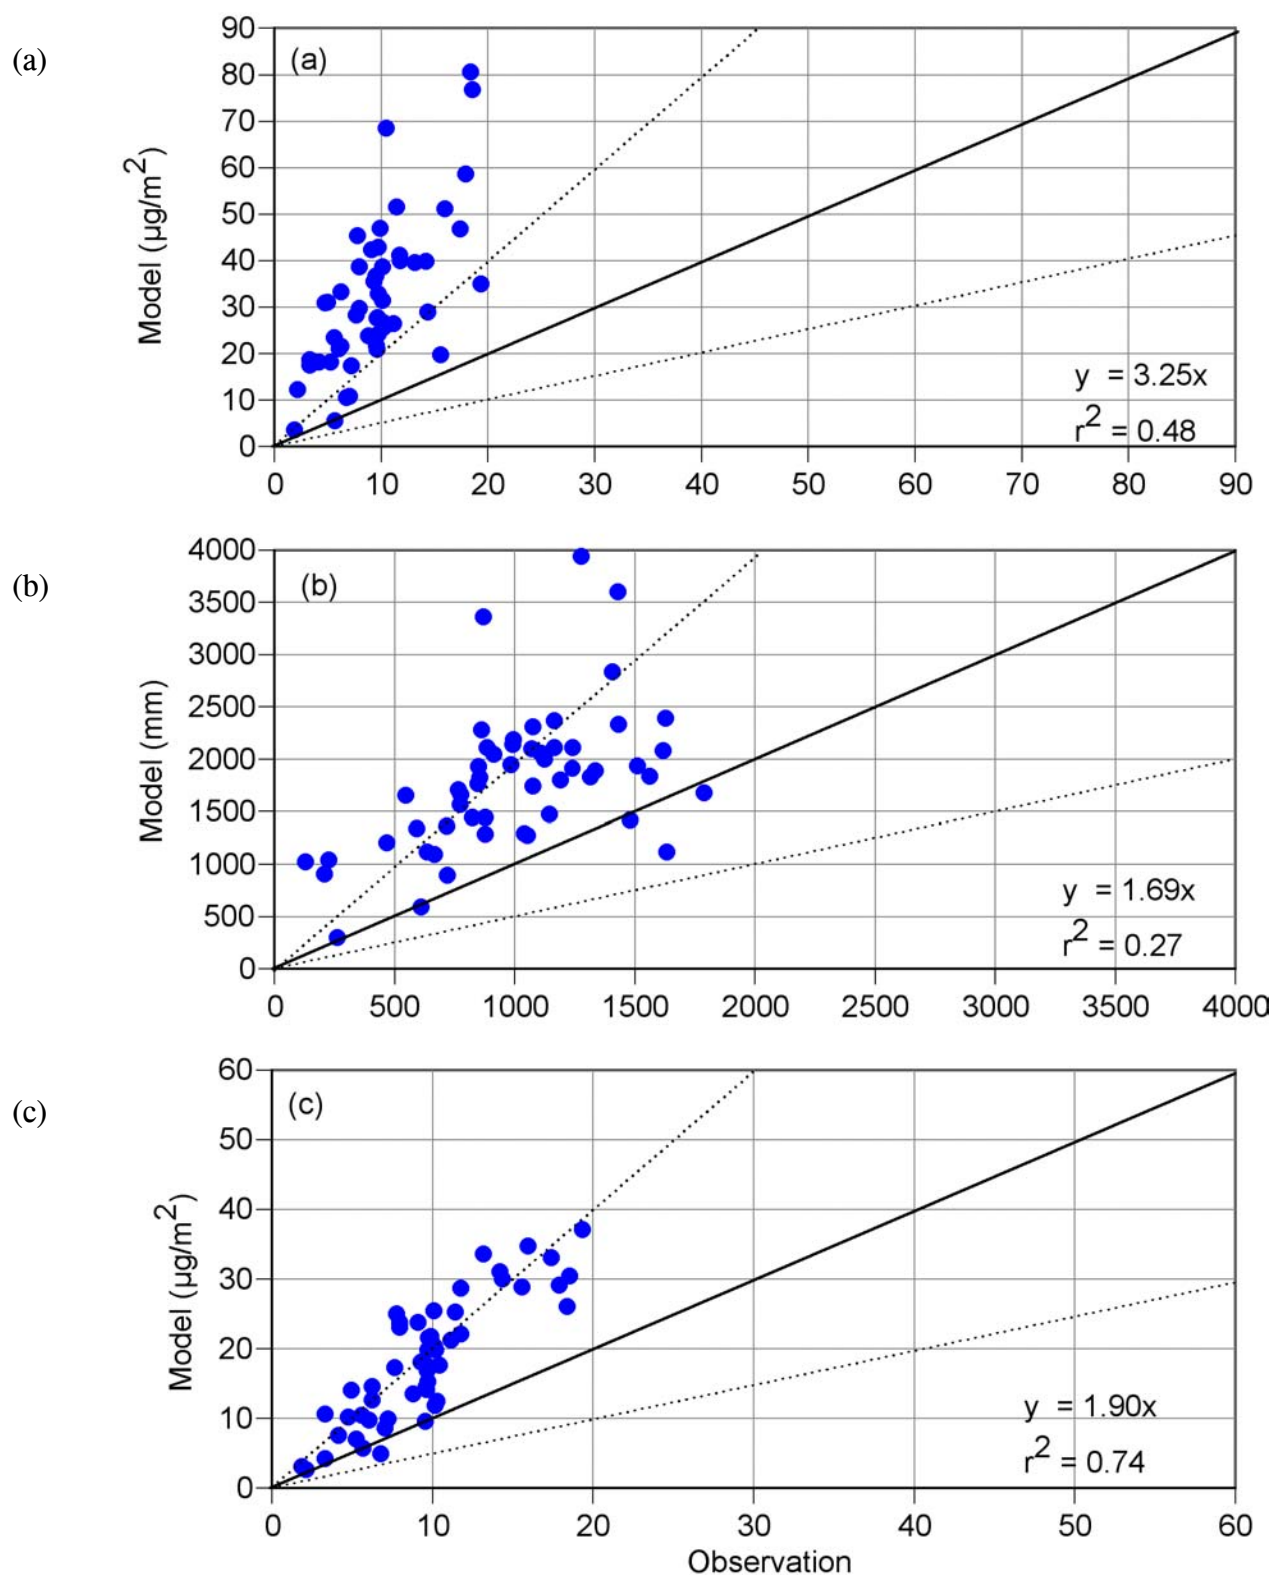 (a)
(a)
90
80
70
60
50
40
30
20
10
0
Model (µg/m2)
y = 3.25x
r2 = 0.48
0 10 20 30 40 50 60 70 80 90
(b)
(b)
4000
3500
3000
2500
2000
1500
1000
500
0
Model (mm)
y = 1.69x
r2 = 0.27
0 500 1000 1500 2000 2500 3000 3500 4000
(c)
(c)
60
50
40
30
20
10
0
Model (µg/m2)
y = 1.90x
r2 = 0.74
0 10 20 30 40 50 60
Observation